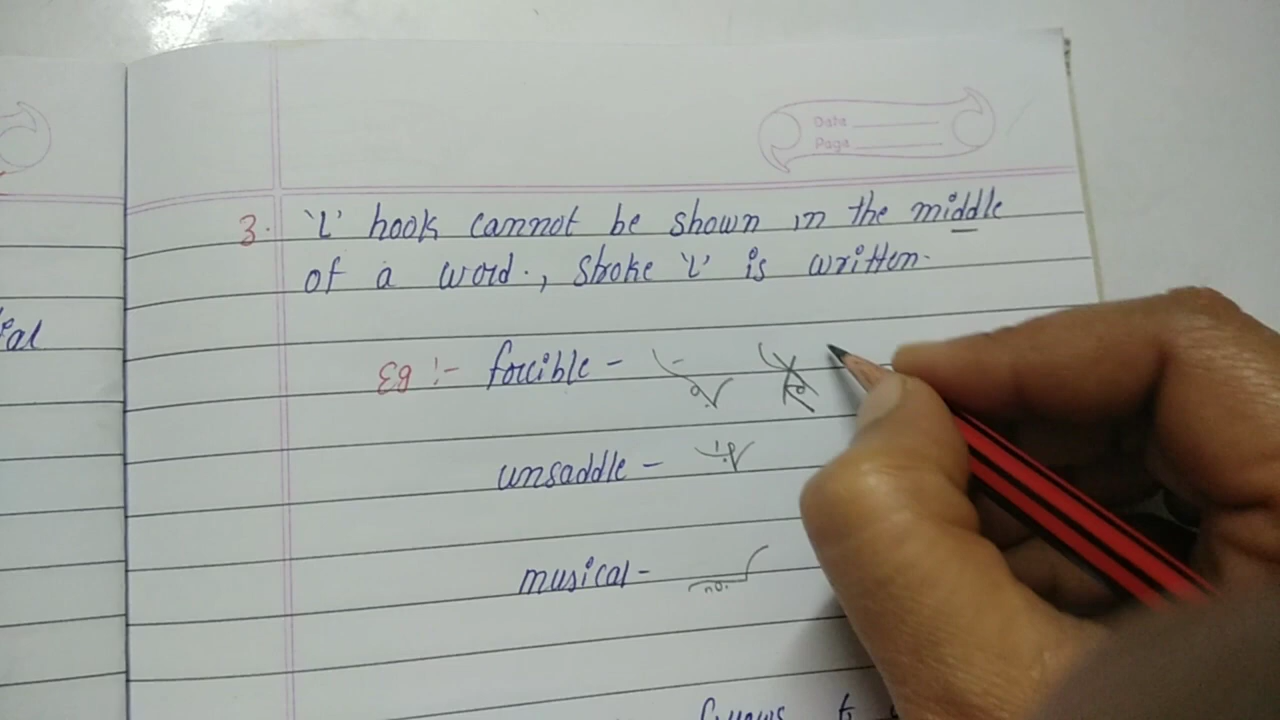 Date
Page
3. 'L' hook cannot be shown in the middle
of a word., stroke 'L' is written.
al
Eg :- forcible -
unsaddle -
musical -